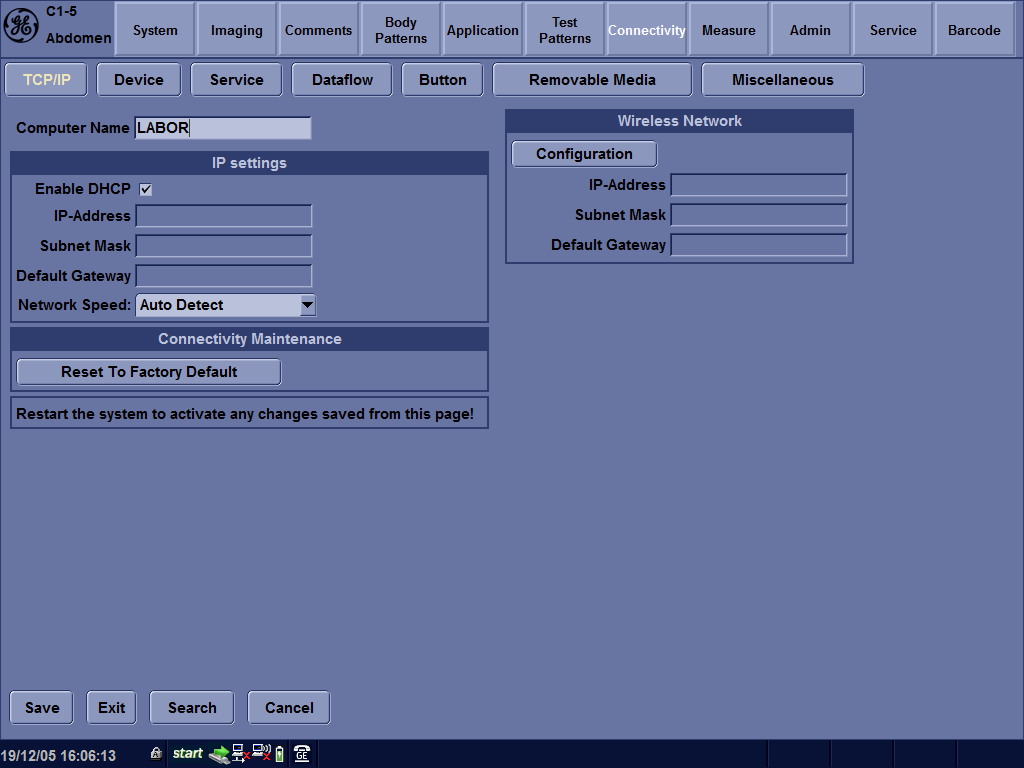 C1-5
Abdomen
System
Imaging
Comments
Body
Patterns
Application
Test
Patterns
Connectivity
Measure
Admin
Service
Barcode
TCP/IP
Device
Service
Dataflow
Button
Removable Media
Miscellaneous
Computer Name LABOR
IP settings
Enable DHCP
IP-Address
Subnet Mask
Default Gateway
Network Speed: Auto Detect
Connectivity Maintenance
Reset To Factory Default
Restart the system to activate any changes saved from this page!
Wireless Network
Configuration
IP-Address
Subnet Mask
Default Gateway
Save
Exit
Search
Cancel
19/12/05 16:06:13
start
GE